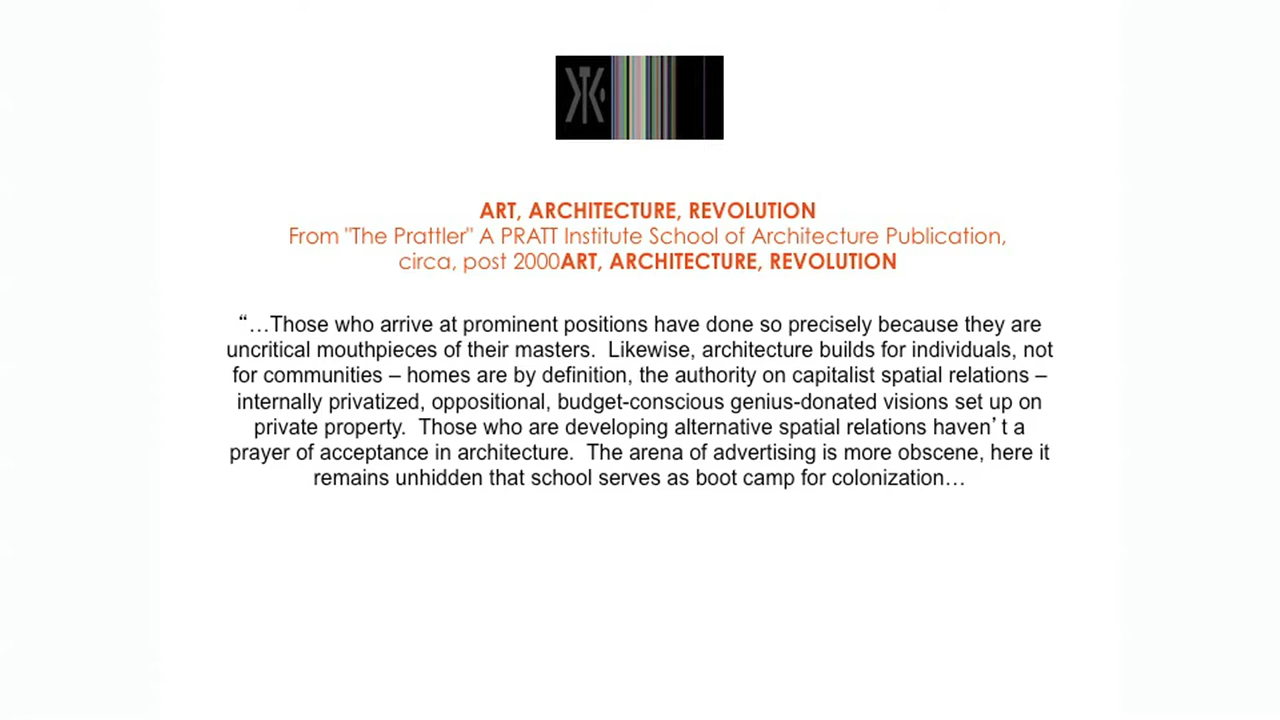 ART, ARCHITECTURE, REVOLUTION
From "The Prattler" A PRATT Institute School of Architecture Publication,
circa, post 2000ART, ARCHITECTURE, REVOLUTION
“…Those who arrive at prominent positions have done so precisely because they are
uncritical mouthpieces of their masters.  Likewise, architecture builds for individuals, not
for communities – homes are by definition, the authority on capitalist spatial relations –
internally privatized, oppositional, budget-conscious genius-donated visions set up on
private property.  Those who are developing alternative spatial relations haven’t a
prayer of acceptance in architecture.  The arena of advertising is more obscene, here it
remains unhidden that school serves as boot camp for colonization…